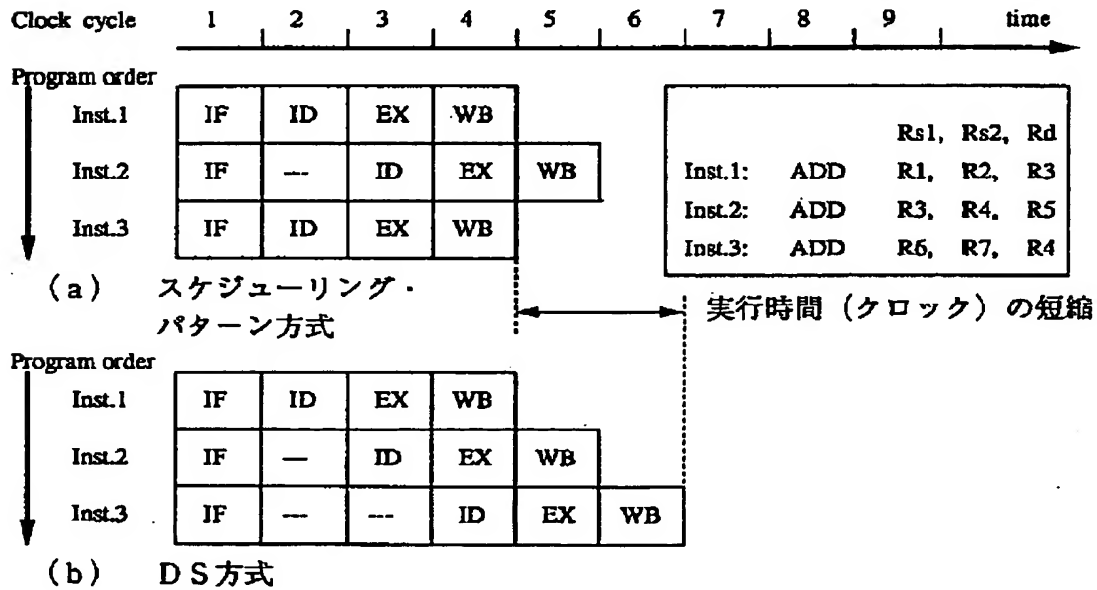 Clock cycle 1 2 3 4 5 6 7 8 9 time
Program order
Inst.1 IF ID EX WB
Inst.2 IF --- ID EX WB
Inst.3 IF ID EX WB
Rs1, Rs2, Rd
Inst.1: ADD R1, R2, R3
Inst.2: ADD R3, R4, R5
Inst.3: ADD R6, R7, R4
(a) スケジューリング・
パターン方式
実行時間(クロック)の短縮
Program order
Inst.1 IF ID EX WB
Inst.2 IF — ID EX WB
Inst.3 IF --- --- ID EX WB
(b) DS方式